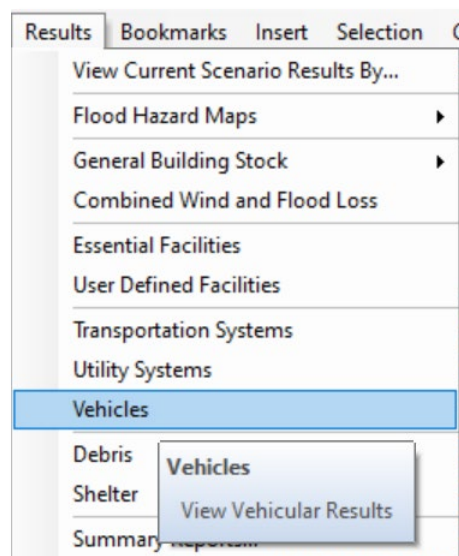 Results Bookmarks Insert Selection
View Current Scenario Results By...
Flood Hazard Maps
General Building Stock
Combined Wind and Flood Loss
Essential Facilities
User Defined Facilities
Transportation Systems
Utility Systems
Vehicles
Debris
Vehicles
Shelter
View Vehicular Results
Summary Reports...